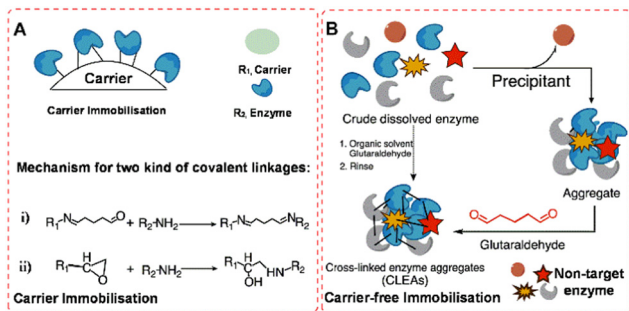 A
Carrier
Carrier Immobilisation
R₁, Carrier
R₂, Enzyme
Mechanism for two kind of covalent linkages:
i)
R₁ N O + R₂-NH₂ R₁ N NR₂
ii)
R₁ O + R₂-NH₂ R₁ OH HN-R₂
Carrier Immobilisation
B
Precipitant
Crude dissolved enzyme
1. Organic solvent
Glutaraldehyde
2. Rinse
Aggregate
O O
Glutaraldehyde
Cross-linked enzyme aggregates
(CLEAs)
Carrier-free Immobilisation
Non-target
enzyme